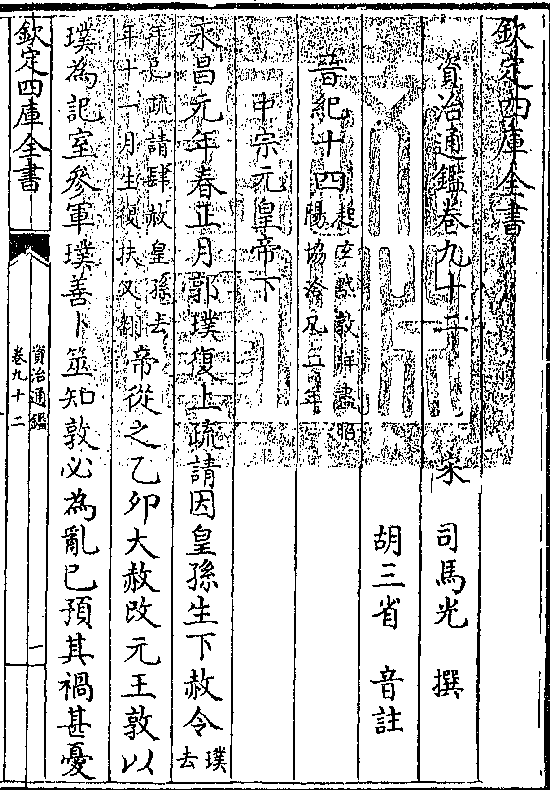 欽定四庫全書
資治通鑑卷九十二
宋 司馬光 撰
胡三省 音註
晉紀十四起玄黓敦牂盡昭陽協洽凡二年
中宗元皇帝下
永昌元年春正月郭璞復上疏請因皇孫生下赦令璞去
年已疏請肆赦皇孫去年十一月生復扶又翻帝從之乙卯大赦改元王敦以
璞為記室參軍璞善卜筮知敦必為亂已預其禍甚憂
欽定四庫全書
資治通鑑
卷九十二
一